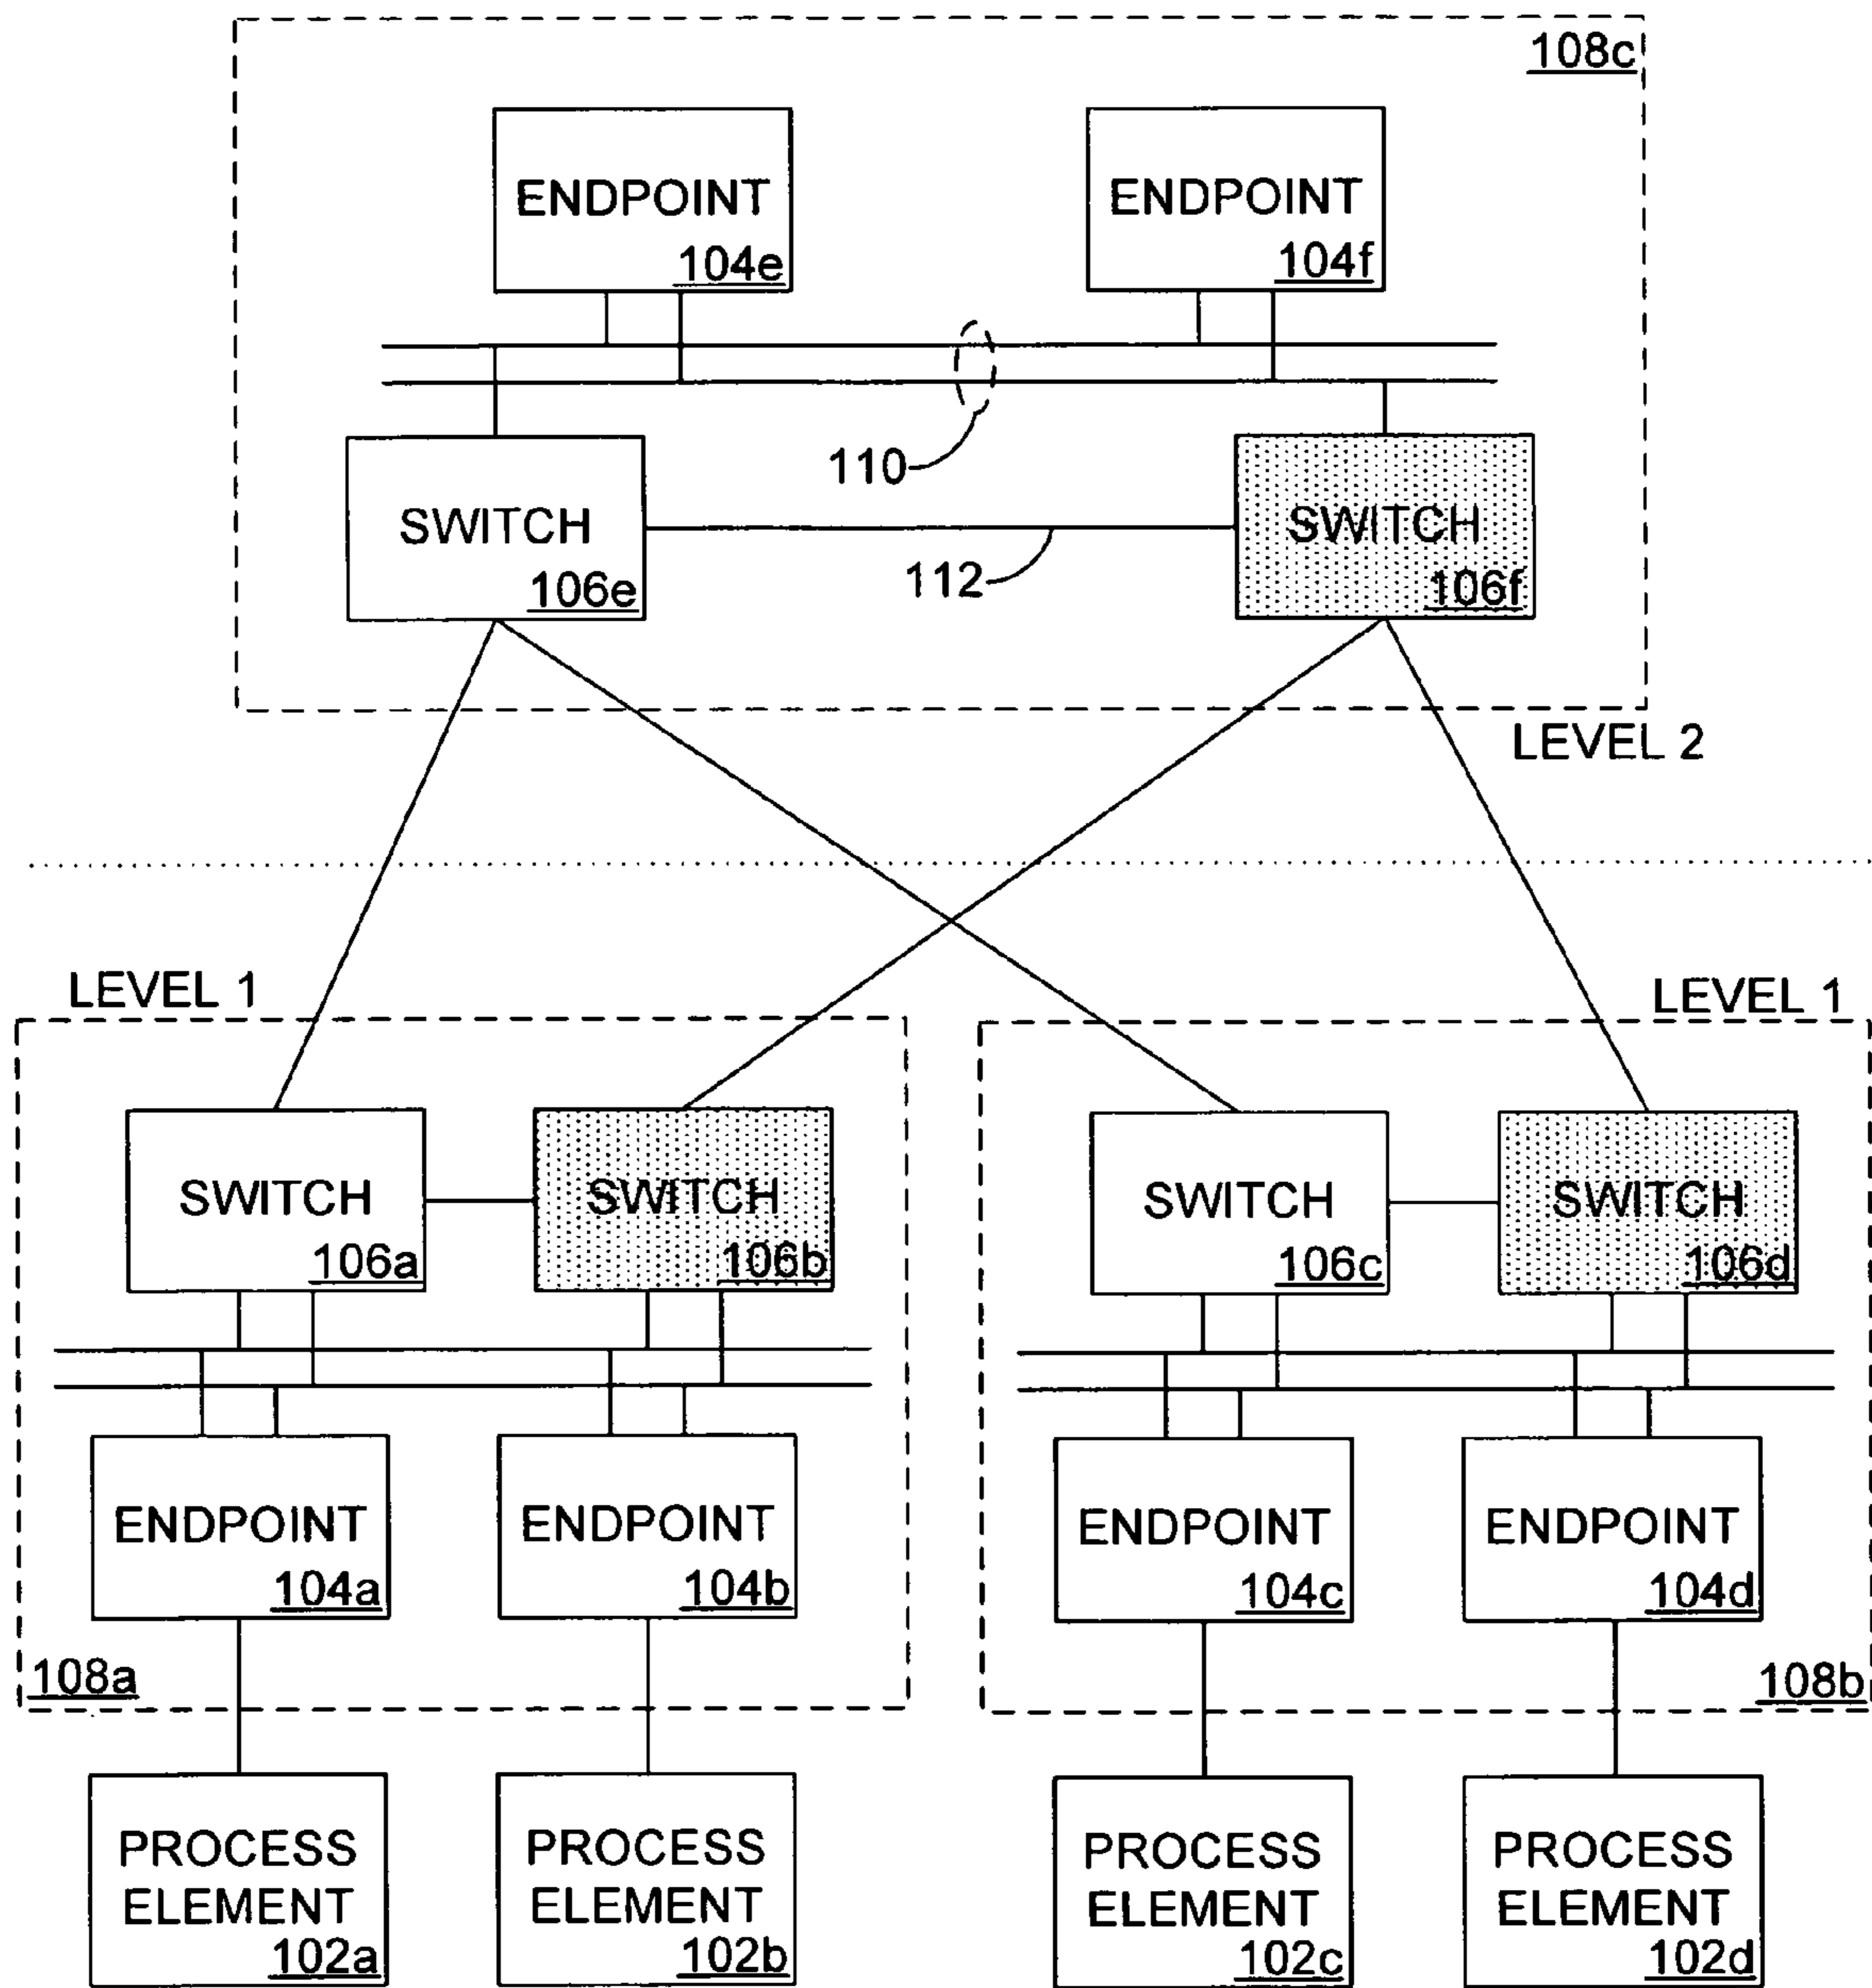 108c
ENDPOINT
104e
ENDPOINT
104f
110
SWITCH
106e
112
SWITCH
106f
LEVEL 2
LEVEL 1
LEVEL 1
SWITCH
106a
SWITCH
106b
SWITCH
106c
SWITCH
106d
ENDPOINT
104a
ENDPOINT
104b
ENDPOINT
104c
ENDPOINT
104d
108a
108b
PROCESS
ELEMENT
102a
PROCESS
ELEMENT
102b
PROCESS
ELEMENT
102c
PROCESS
ELEMENT
102d